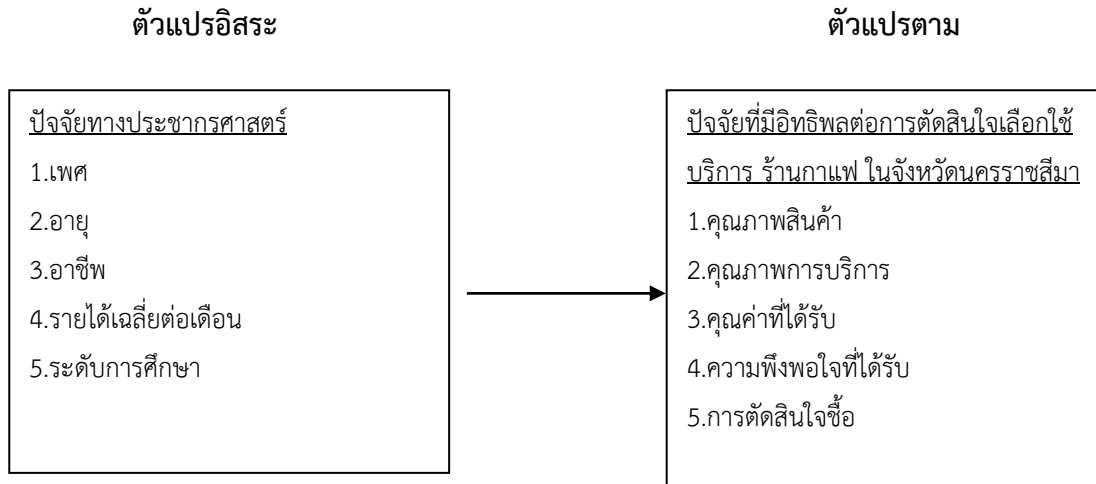 ตัวแปรอิสระ
ตัวแปรตาม
ปัจจัยทางประชากรศาสตร์
1.เพศ
2.อายุ
3.อาชีพ
4.รายได้เฉลี่ยต่อเดือน
5.ระดับการศึกษา
ปัจจัยที่มีอิทธิพลต่อการตัดสินใจเลือกใช้
บริการ ร้านกาแฟ ในจังหวัดนครราชสีมา
1.คุณภาพสินค้า
2.คุณภาพการบริการ
3.คุณค่าที่ได้รับ
4.ความพึงพอใจที่ได้รับ
5.การตัดสินใจซื้อ